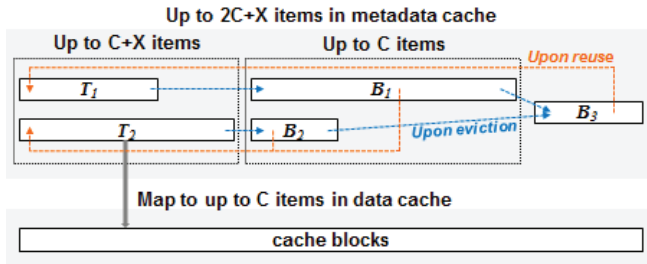 Up to 2C+X items in metadata cache
Up to C+X items
Up to C items
Upon reuse
T1
B1
B3
T2
B2
Upon eviction
Map to up to C items in data cache
cache blocks